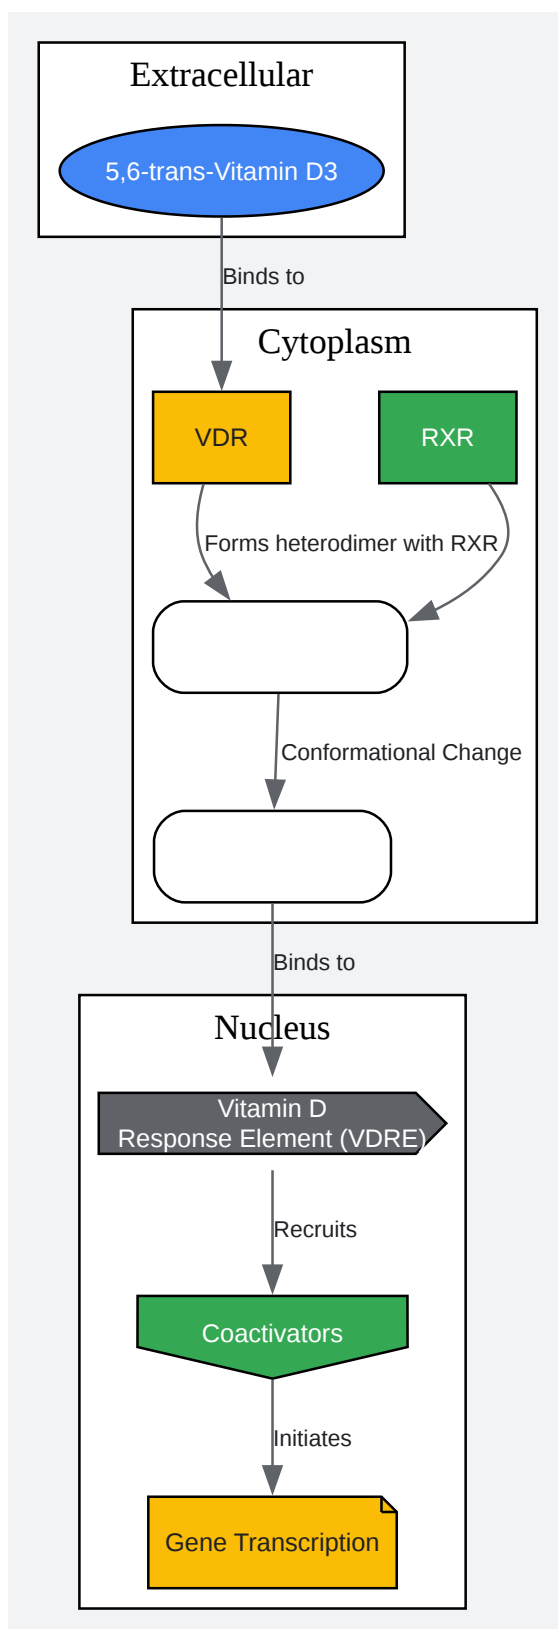 Extracellular
5,6-trans-Vitamin D3
Binds to
Cytoplasm
VDR
RXR
Forms heterodimer with RXR
Conformational Change
Binds to
Nucleus
Vitamin D
Response Element (VDRE)
Recruits
Coactivators
Initiates
Gene Transcription